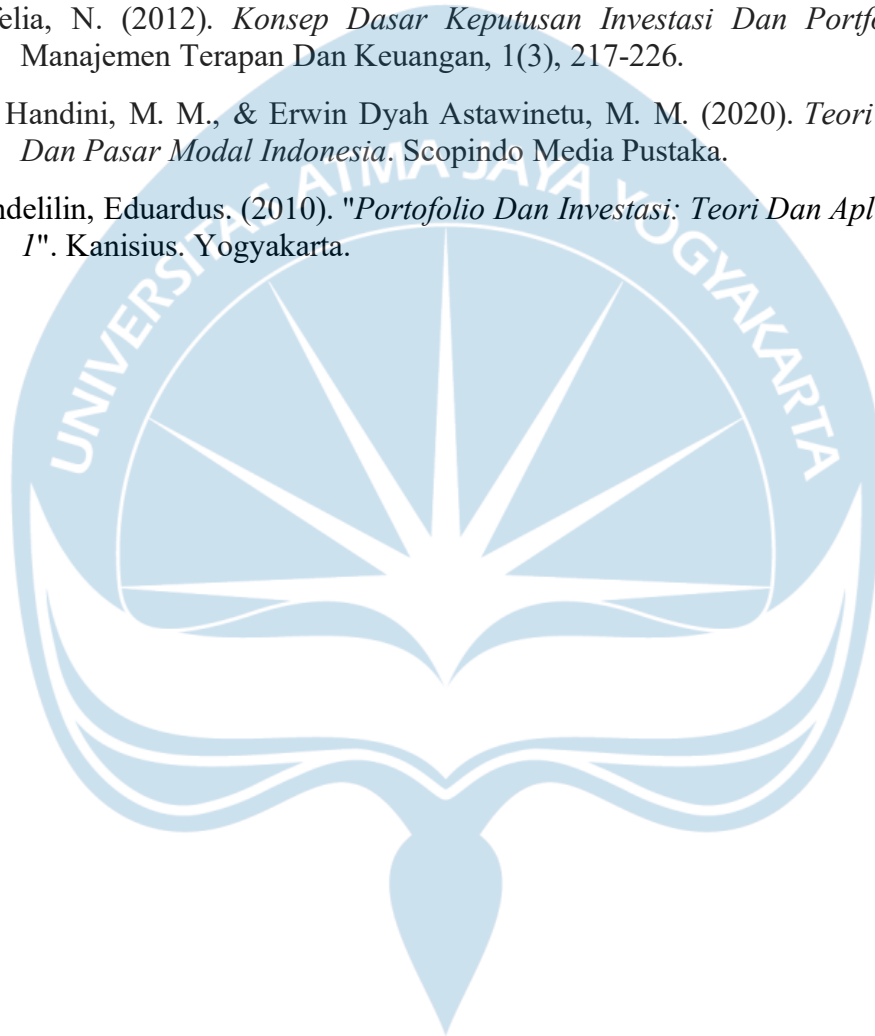 elia, N. (2012). Konsep Dasar Keputusan Investasi Dan Portfo
Manajemen Terapan Dan Keuangan, 1(3), 217-226.
Handini, M. M., & Erwin Dyah Astawinetu, M. M. (2020). Teori
Dan Pasar Modal Indonesia. Scopindo Media Pustaka.
ndelilin, Eduardus. (2010). "Portofolio Dan Investasi: Teori Dan Apl
1". Kanisius. Yogyakarta.
UNIVERSITAS ATMA JAYA YOGYAKARTA